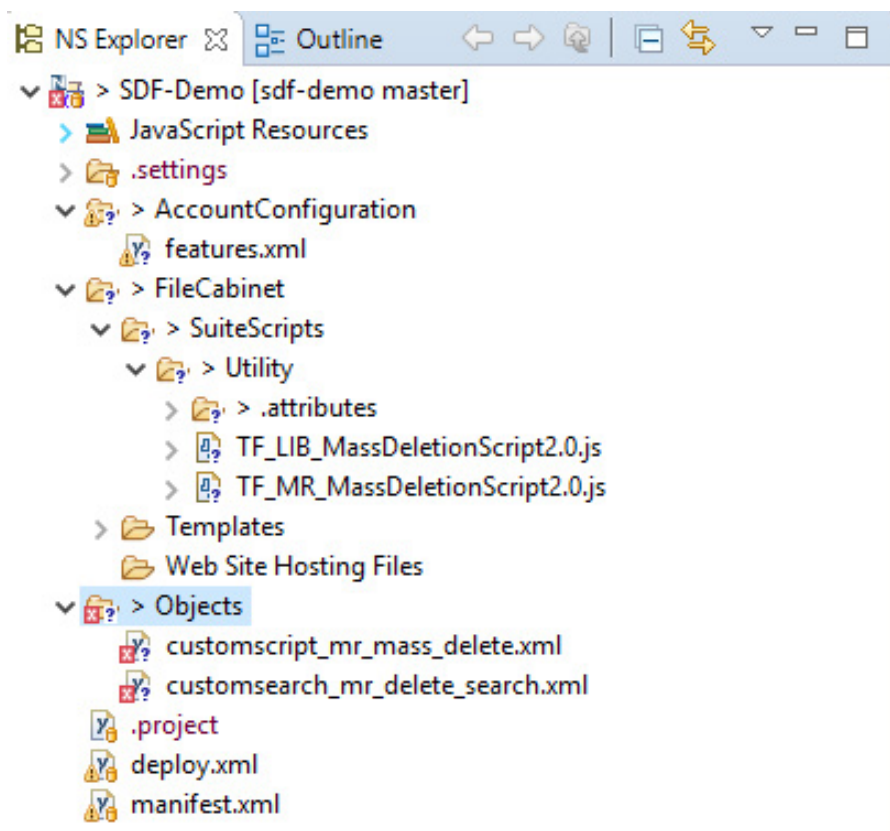 NS Explorer Outline
> SDF-Demo [sdf-demo master]
JavaScript Resources
.settings
> AccountConfiguration
features.xml
> FileCabinet
> SuiteScripts
> Utility
> .attributes
TF_LIB_MassDeletionScript2.0.js
TF_MR_MassDeletionScript2.0.js
Templates
Web Site Hosting Files
> Objects
customscript_mr_mass_delete.xml
customsearch_mr_delete_search.xml
.project
deploy.xml
manifest.xml